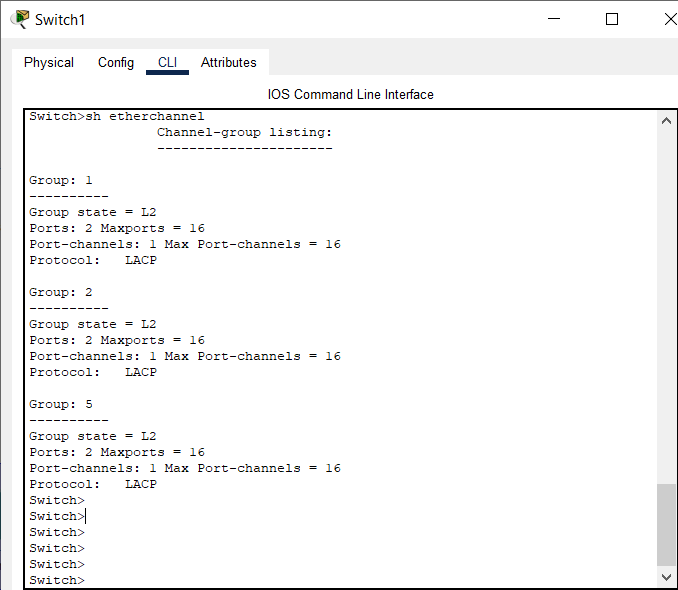 Switch1
Physical Config CLI Attributes
IOS Command Line Interface
Switch>sh etherchannel
Channel-group listing:
----------------------
Group: 1
----------
Group state = L2
Ports: 2 Maxports = 16
Port-channels: 1 Max Port-channels = 16
Protocol: LACP
Group: 2
----------
Group state = L2
Ports: 2 Maxports = 16
Port-channels: 1 Max Port-channels = 16
Protocol: LACP
Group: 5
----------
Group state = L2
Ports: 2 Maxports = 16
Port-channels: 1 Max Port-channels = 16
Protocol: LACP
Switch>
Switch>
Switch>
Switch>
Switch>
Switch>